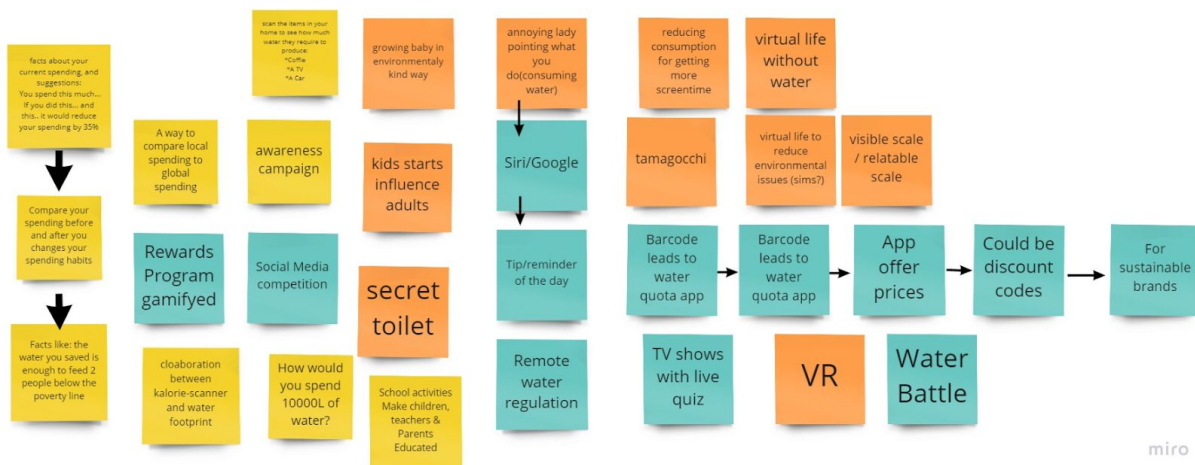 facts about your
current spending, and
suggestions:
You spend this much...
If you did this... and
this.. it would reduce
your spending by 35%
Compare your
spending before
and after you
changes your
spending habits
Facts like: the
water you saved is
enough to feed 2
people below the
poverty line
scan the items in your
home to see how much
water they require to
produce:
*Coffie
*A TV
*A Car
growing baby in
environmentaly
kind way
A way to
compare local
spending to
global
spending
awareness
campaign
kids starts
influence
adults
Rewards
Program
gamifyed
Social Media
competition
secret
toilet
cloaboration
between
kalorie-scanner
and water
footprint
How would
you spend
10000L of
water?
School activities
Make children,
teachers &
Parents
Educated
annoying lady
pointing what
you
do(consuming
water)
Siri/Google
Tip/reminder
of the day
Remote
water
regulation
reducing
consumption
for getting
more
screentime
virtual life
without
water
tamagocchi
virtual life to
reduce
environmental
issues (sims?)
visible scale
/ relatable
scale
Barcode
leads to
water
quota app
Barcode
leads to
water
quota app
App
offer
prices
Could be
discount
codes
For
sustainable
brands
TV shows
with live
quiz
VR
Water
Battle
miro